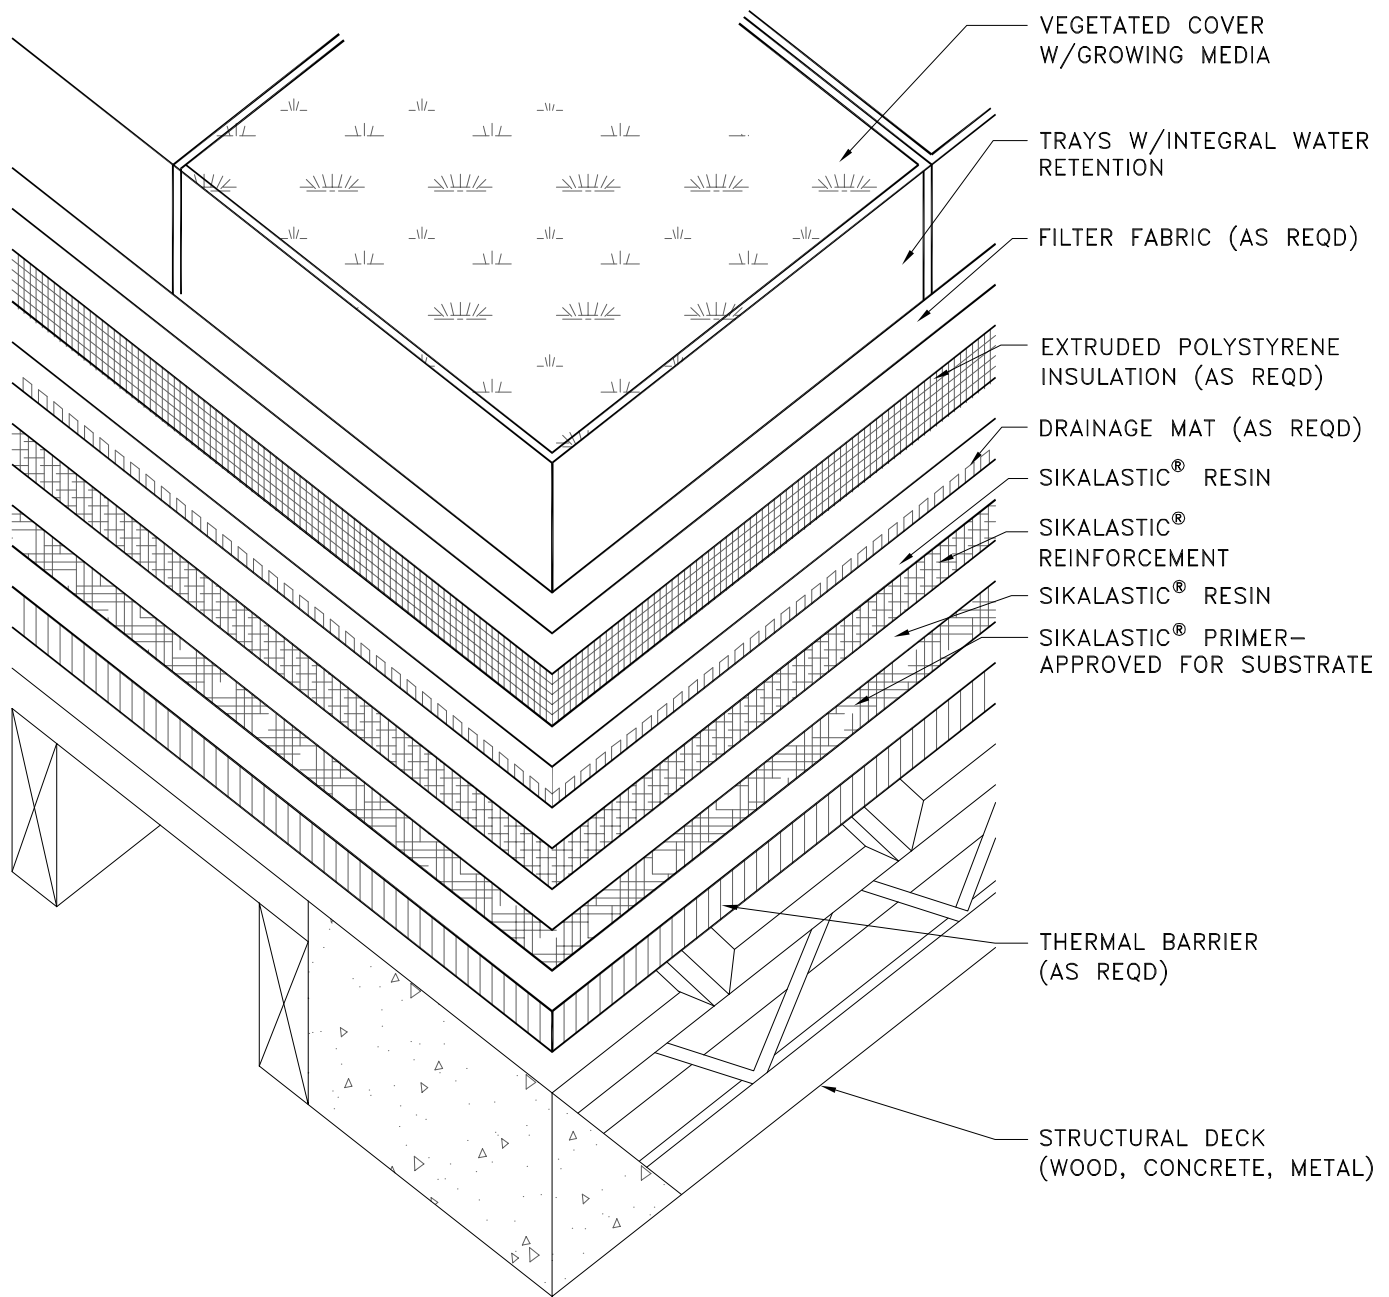 VEGETATED COVER
W/GROWING MEDIA
TRAYS W/INTEGRAL WATER
RETENTION
FILTER FABRIC (AS REQD)
EXTRUDED POLYSTYRENE
INSULATION (AS REQD)
DRAINAGE MAT (AS REQD)
SIKALASTIC® RESIN
SIKALASTIC®
REINFORCEMENT
SIKALASTIC® RESIN
SIKALASTIC® PRIMER-
APPROVED FOR SUBSTRATE
THERMAL BARRIER
(AS REQD)
STRUCTURAL DECK
(WOOD, CONCRETE, METAL)